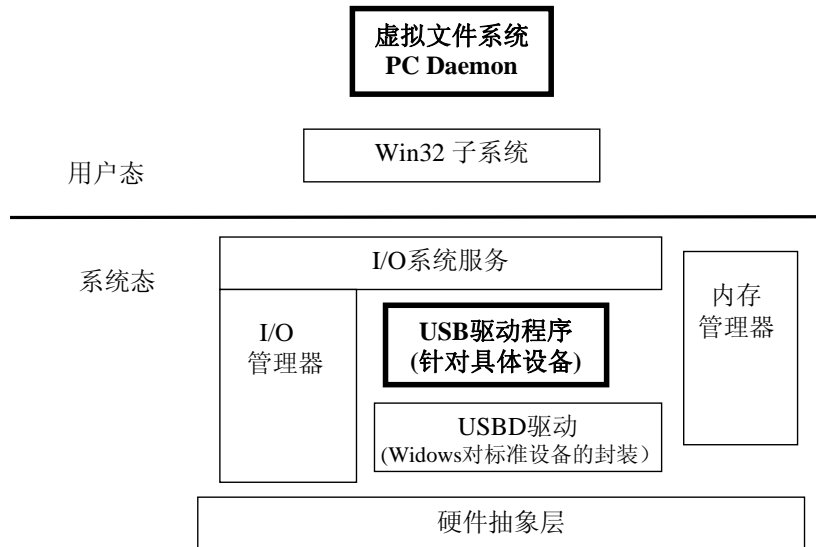 虚拟文件系统
PC Daemon
Win32 子系统
用户态
系统态
I/O系统服务
I/O
管理器
USB驱动程序
(针对具体设备)
内存
管理器
USBD驱动
(Widows对标准设备的封装）
硬件抽象层